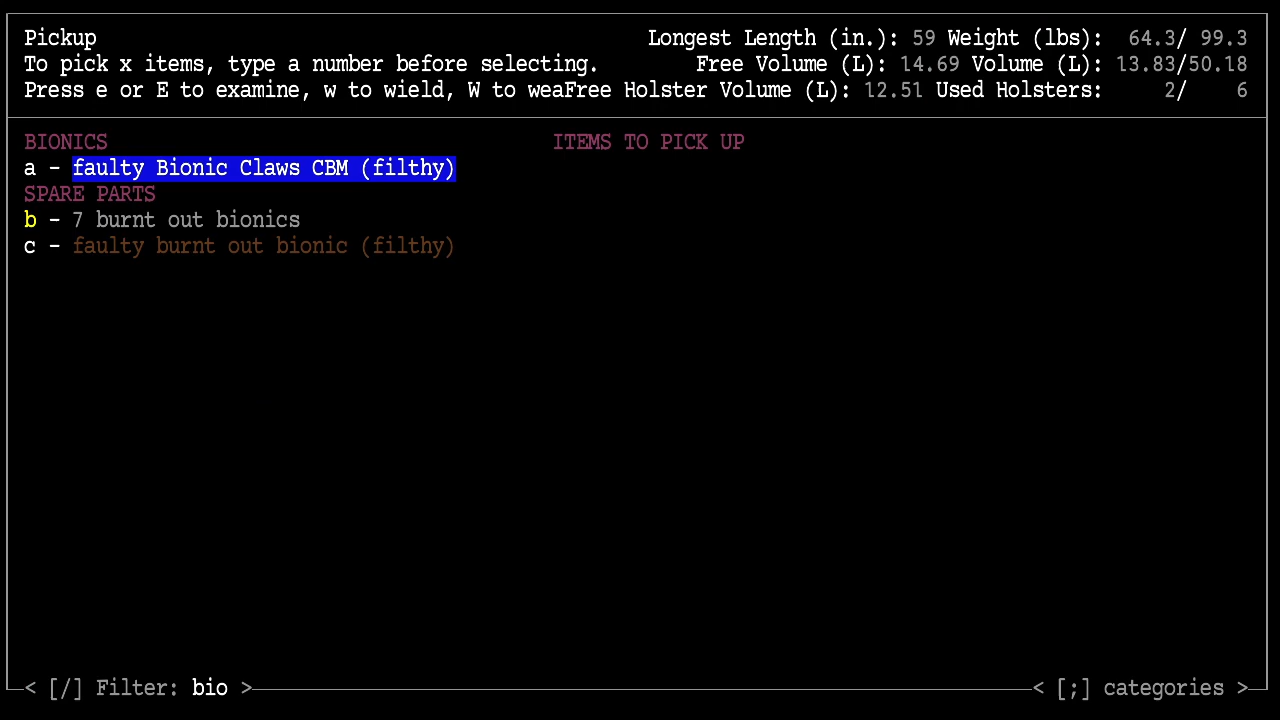 Pickup Longest Length (in.): 59 Weight (lbs): 64.3/ 99.3
To pick x items, type a number before selecting. Free Volume (L): 14.69 Volume (L): 13.83/50.18
Press e or E to examine, w to wield, W to weaFree Holster Volume (L): 12.51 Used Holsters: 2/ 6
BIONICS ITEMS TO PICK UP
a - faulty Bionic Claws CBM (filthy)
SPARE PARTS
b - 7 burnt out bionics
c - faulty burnt out bionic (filthy)
< [/] Filter: bio > < [;] categories >